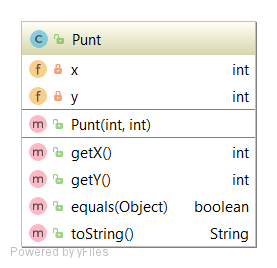 C Punt
f x int
f y int
m Punt(int, int)
m getX() int
m getY() int
m equals(Object) boolean
m toString() String
Powered by yFiles